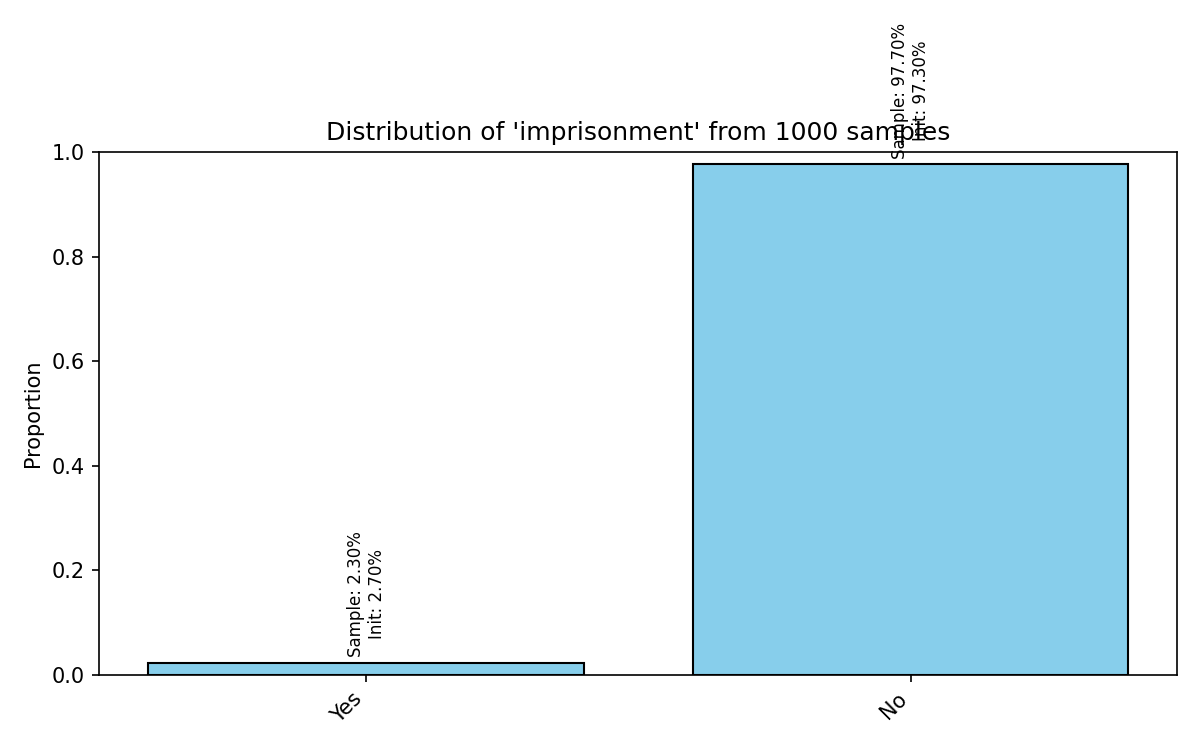 Sample: 97.70%
Init: 97.30%
Distribution of 'imprisonment' from 1000 samples
1.0
0.8
0.6
0.4
0.2
0.0
Proportion
Sample: 2.30%
Init: 2.70%
Yes
No